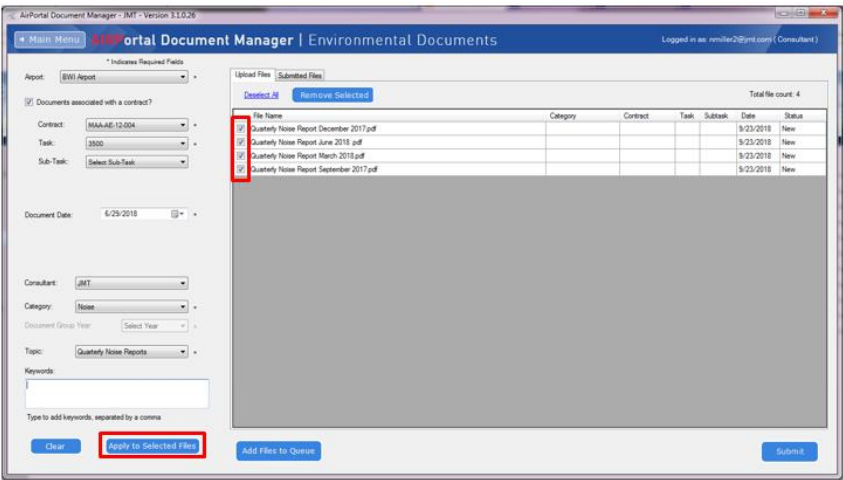 AirPortal Document Manager - JMT - Version 3.1.0.26
Main Menu
AIRPortal Document Manager | Environmental Documents
Logged in as: nmiller2@jmt.com ( Consultant )
* Indicates Required Fields
Airport: BWI Airport *
Documents associated with a contract?
Contract: MAA-AE-12-004 *
Task: 3500 *
Sub-Task: Select Sub-Task
Document Date: 6/29/2018 *
Consultant: JMT
Category: Noise *
Document Group Year: Select Year *
Topic: Quarterly Noise Reports *
Keywords:
Type to add keywords, separated by a comma
Clear
Apply to Selected Files
Upload Files Submitted Files
Deselect All
Remove Selected
Total file count: 4
File Name Category Contract Task Subtask Date Status
Quarterly Noise Report December 2017.pdf 9/23/2018 New
Quarterly Noise Report June 2018 .pdf 9/23/2018 New
Quarterly Noise Report March 2018.pdf 9/23/2018 New
Quarterly Noise Report September 2017.pdf 9/23/2018 New
Add Files to Queue
Submit